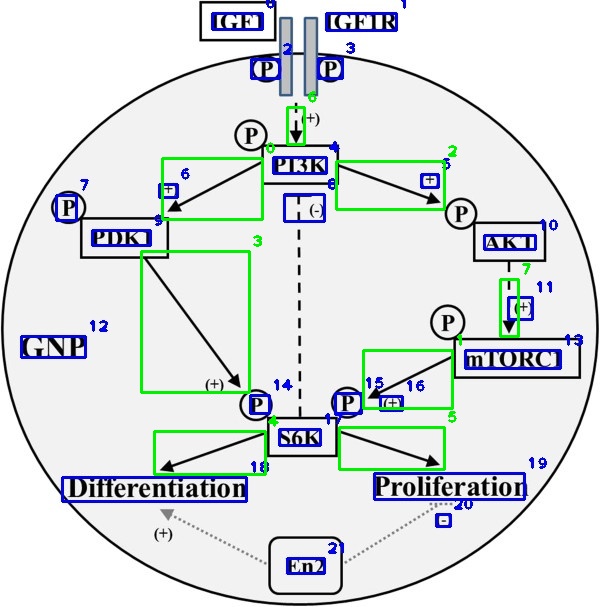 0 1
IGF1 IGF1R
2 3
P P
6
(+)
P 0 4
PI3K 2
6 + 8 + 5
7 P (-) P
9 10
PDK1 AKT
3 7
11
(+)
P
12 1 13
GNP mTORC1
(+) 14 15 16
P P (+)
4 17 5
S6K
18 19
Differentiation Proliferation
20
(+) -
21
En2